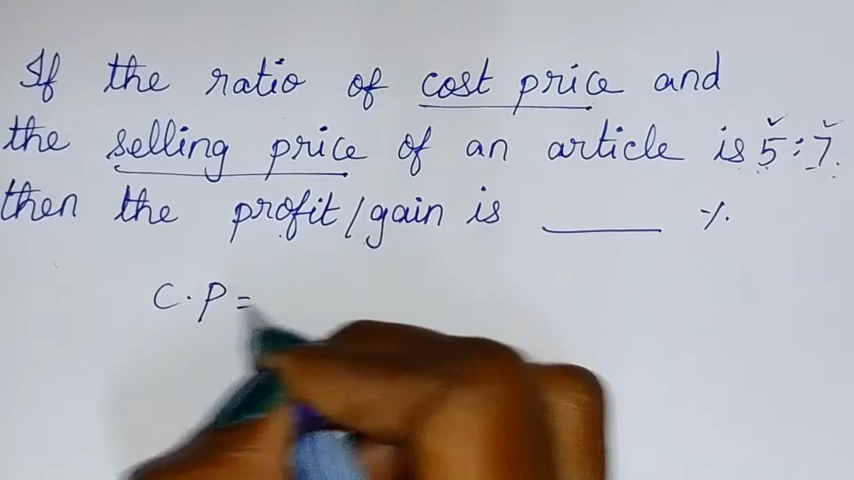 If the ratio of cost price and
the selling price of an article is 5:7.
then the profit/gain is ______ %
C.P =